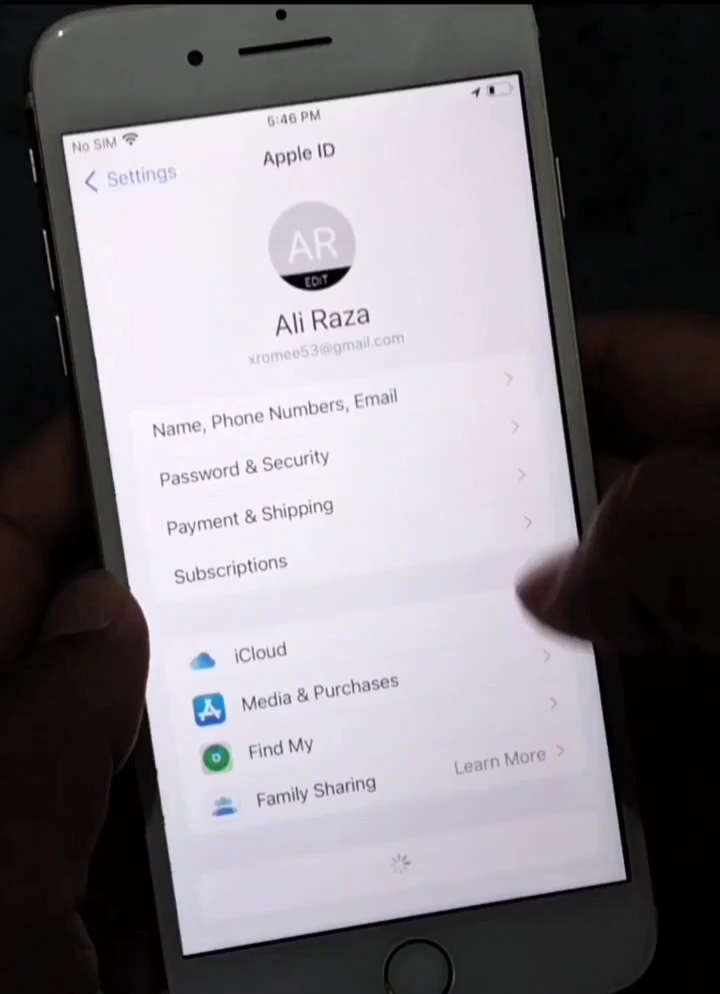 5:46 PM
No SIM
Settings
Apple ID
AR
EDIT
Ali Raza
xromee53@gmail.com
Name, Phone Numbers, Email
Password & Security
Payment & Shipping
Subscriptions
iCloud
Media & Purchases
Find My
Family Sharing Learn More